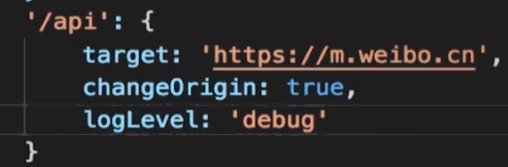 '/api': {
    target: 'https://m.weibo.cn',
    changeOrigin: true,
    logLevel: 'debug'
}